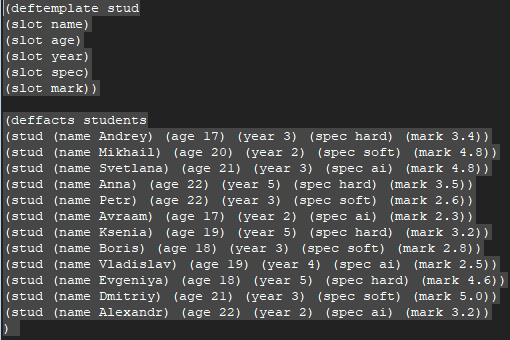 (deftemplate stud
(slot name)
(slot age)
(slot year)
(slot spec)
(slot mark))

(deffacts students
(stud (name Andrey) (age 17) (year 3) (spec hard) (mark 3.4))
(stud (name Mikhail) (age 20) (year 2) (spec soft) (mark 4.8))
(stud (name Svetlana) (age 21) (year 3) (spec ai) (mark 4.8))
(stud (name Anna) (age 22) (year 5) (spec hard) (mark 3.5))
(stud (name Petr) (age 22) (year 3) (spec soft) (mark 2.6))
(stud (name Avraam) (age 17) (year 2) (spec ai) (mark 2.3))
(stud (name Ksenia) (age 19) (year 5) (spec hard) (mark 3.2))
(stud (name Boris) (age 18) (year 3) (spec soft) (mark 2.8))
(stud (name Vladislav) (age 19) (year 4) (spec ai) (mark 2.5))
(stud (name Evgeniya) (age 18) (year 5) (spec hard) (mark 4.6))
(stud (name Dmitriy) (age 21) (year 3) (spec soft) (mark 5.0))
(stud (name Alexandr) (age 22) (year 2) (spec ai) (mark 3.2))
)